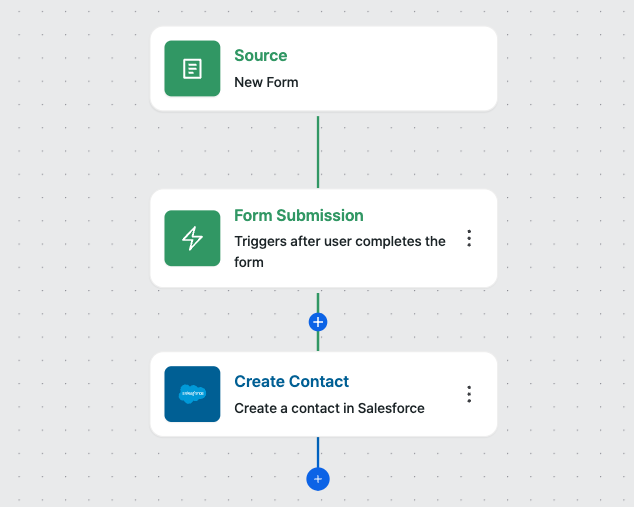 Source
New Form
Form Submission
Triggers after user completes the
form
salesforce
Create Contact
Create a contact in Salesforce